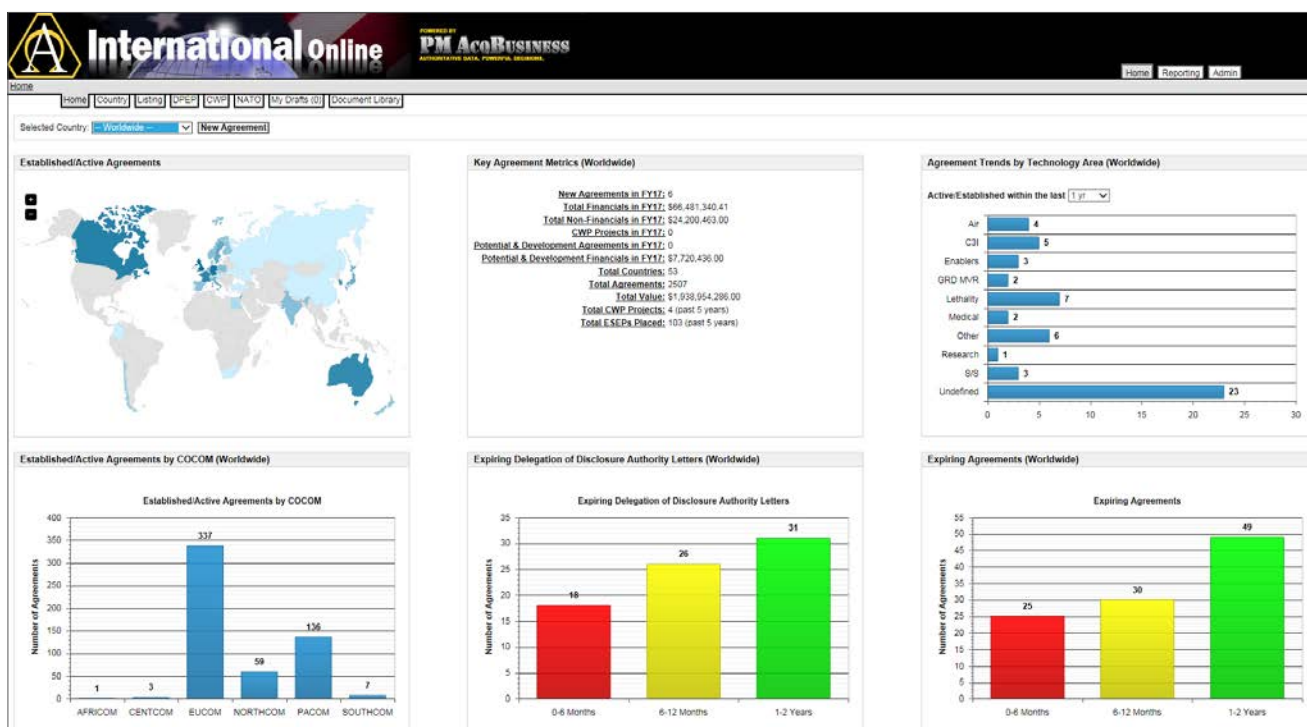 International Online
POWERED BY
PM AcqBusiness
AUTHORITATIVE DATA, POWERFUL DECISIONS.
Home Reporting Admin
Home
Home Country Listing DPEP CWP NATO My Drafts (0) Document Library
Selected Country: -- Worldwide -- New Agreement
Established/Active Agreements
+
-
Key Agreement Metrics (Worldwide)
New Agreements in FY17: 6
Total Financials in FY17: $66,481,340.41
Total Non-Financials in FY17: $24,200,463.00
CWP Projects in FY17: 0
Potential & Development Agreements in FY17: 0
Potential & Development Financials in FY17: $7,720,436.00
Total Countries: 53
Total Agreements: 2507
Total Value: $1,938,954,286.00
Total CWP Projects: 4 (past 5 years)
Total ESEPs Placed: 103 (past 5 years)
Agreement Trends by Technology Area (Worldwide)
Active/Established within the last 1 yr
Air 4
C3I 5
Enablers 3
GRD MVR 2
Lethality 7
Medical 2
Other 6
Research 1
S/S 3
Undefined 23
0 5 10 15 20 25 30
Established/Active Agreements by COCOM (Worldwide)
Established/Active Agreements by COCOM
Number of Agreements
400
350
300
250
200
150
100
50
0
1 3 337 59 136 7
AFRICOM CENTCOM EUCOM NORTHCOM PACOM SOUTHCOM
Expiring Delegation of Disclosure Authority Letters (Worldwide)
Expiring Delegation of Disclosure Authority Letters
Number of Agreements
35
30
25
20
15
10
5
0
18 26 31
0-6 Months 6-12 Months 1-2 Years
Expiring Agreements (Worldwide)
Expiring Agreements
Number of Agreements
55
50
45
40
35
30
25
20
15
10
5
0
25 30 49
0-6 Months 6-12 Months 1-2 Years